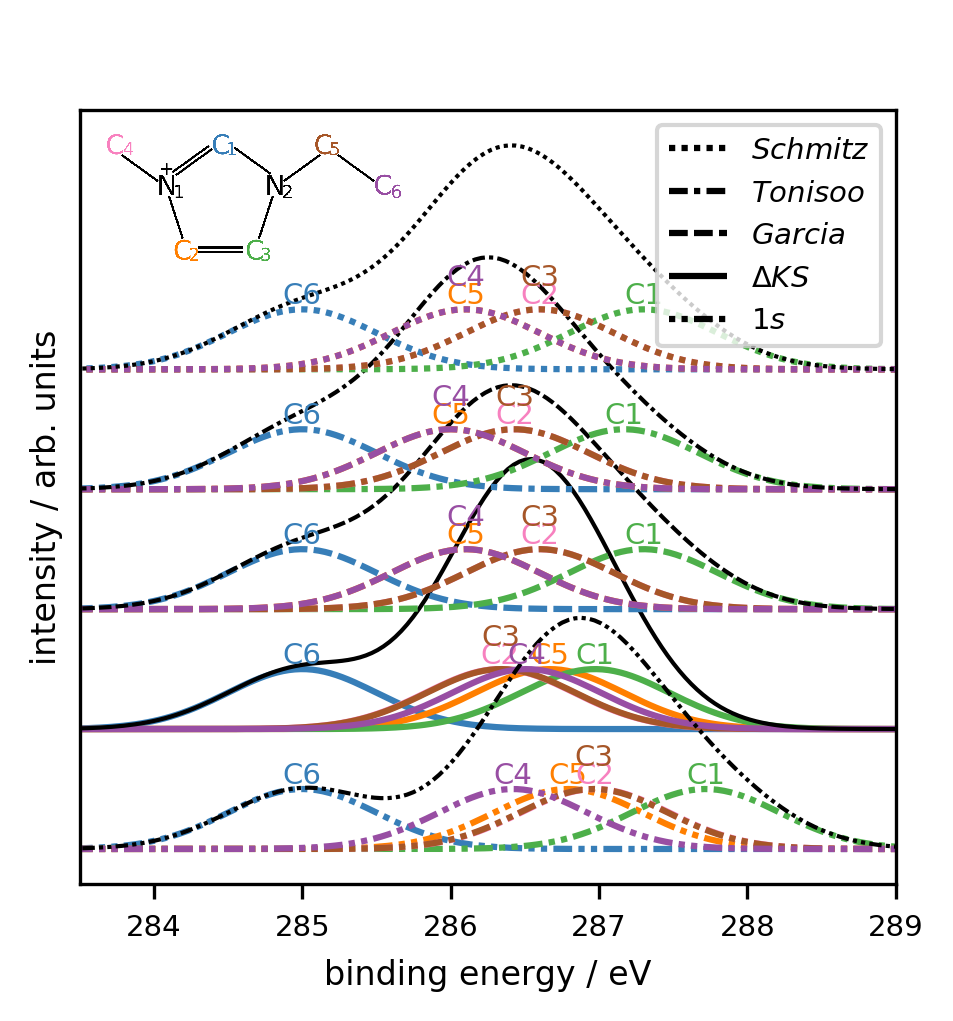 C4
C1
C5
+
N1
N2
C6
C2
C3
Schmitz
Tonisoo
Garcia
ΔKS
1s
C6
C4
C5
C3
C2
C1
C6
C4
C5
C3
C2
C1
C6
C4
C5
C3
C2
C1
C6
C3
C2
C4
C5
C1
C6
C4
C5
C3
C2
C1
intensity / arb. units
284 285 286 287 288 289
binding energy / eV